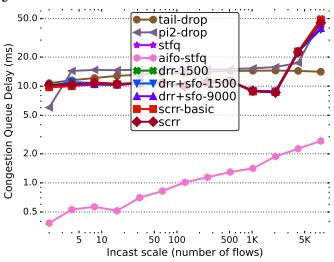 50.0
20.0
10.0
5.0
2.0
1.0
0.5
Congestion Queue Delay (ms)
tail-drop
pi2-drop
stfq
aifo-stfq
drr-1500
drr+sfo-1500
drr+sfo-9000
scrr-basic
scrr
5 10 50 100 500 1K 5K
Incast scale (number of flows)